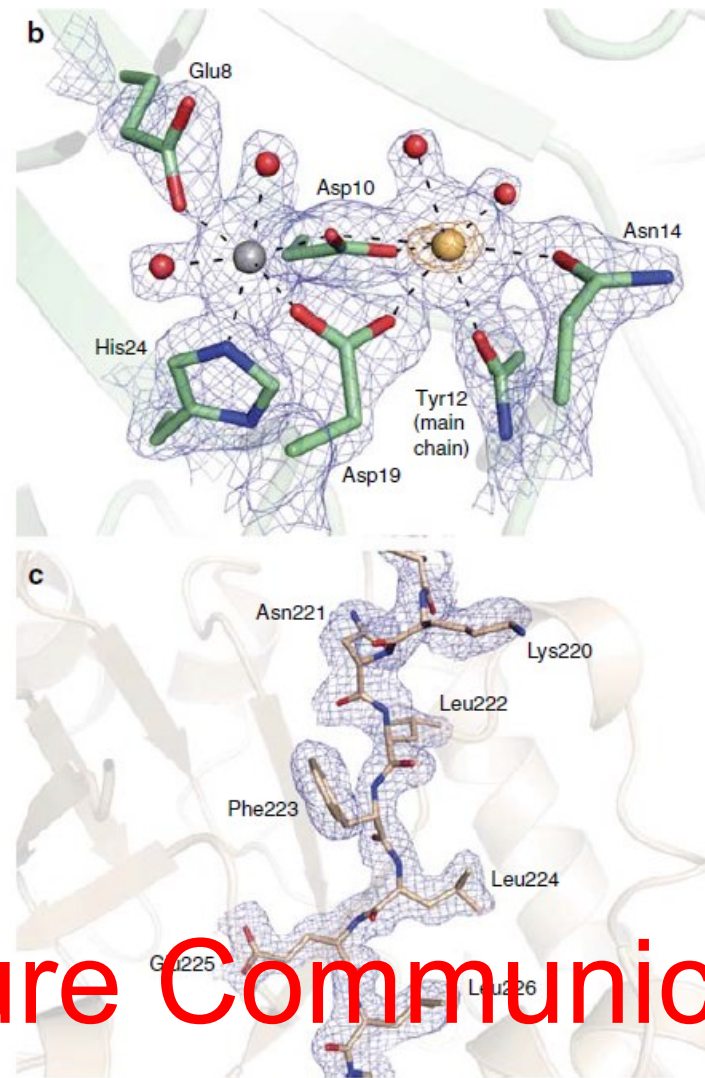 b
Glu8
Asp10
Asn14
His24
Tyr12
(main
chain)
Asp19
c
Asn221
Lys220
Leu222
Phe223
Leu224
Glu225
Leu226
ure Communic